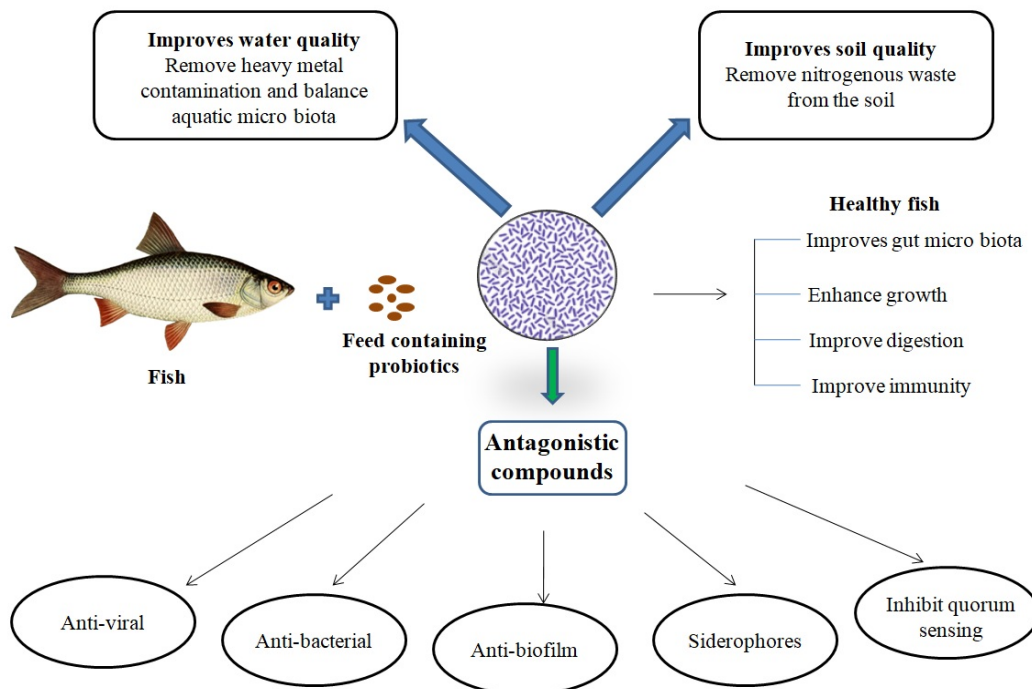 Improves water quality
Remove heavy metal
contamination and balance
aquatic micro biota
Improves soil quality
Remove nitrogenous waste
from the soil
Healthy fish
Improves gut micro biota
Enhance growth
Improve digestion
Improve immunity
Feed containing
probiotics
Fish
Antagonistic
compounds
Anti-viral
Anti-bacterial
Anti-biofilm
Siderophores
Inhibit quorum
sensing